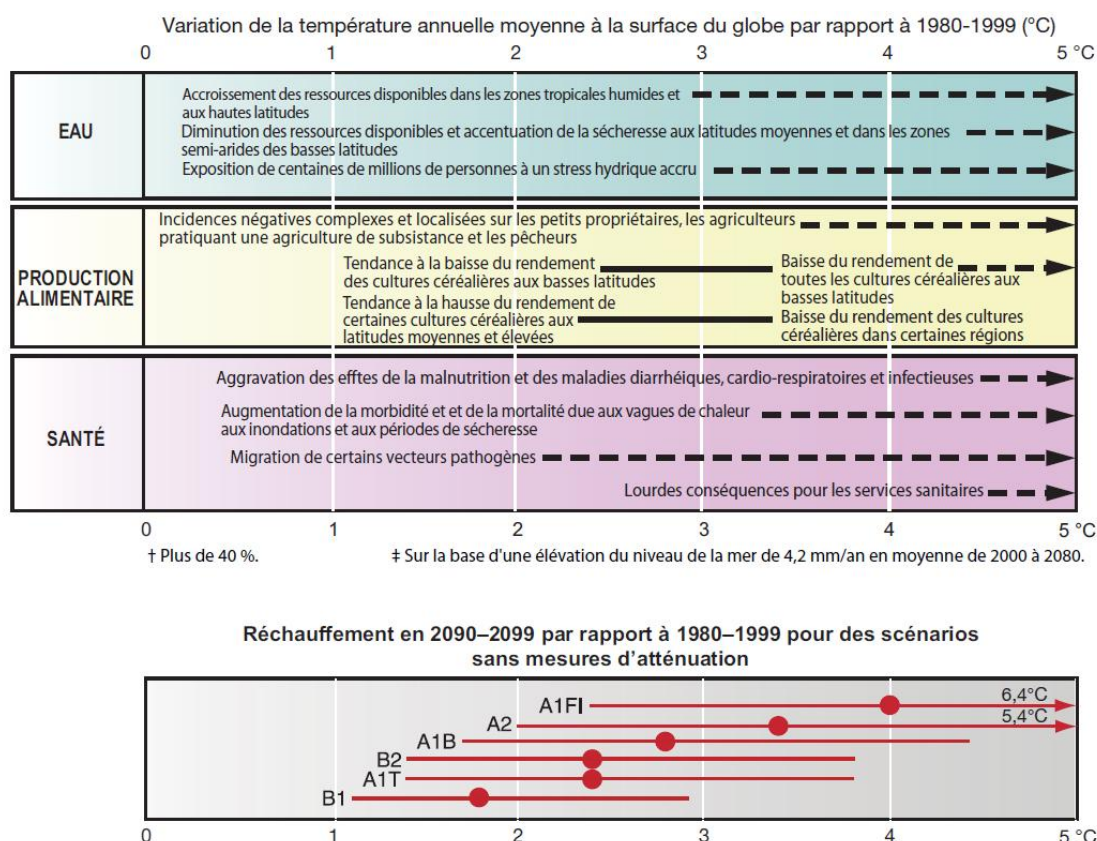 Variation de la température annuelle moyenne à la surface du globe par rapport à 1980-1999 (°C)
0 1 2 3 4 5 °C
EAU
Accroissement des ressources disponibles dans les zones tropicales humides et
aux hautes latitudes
Diminution des ressources disponibles et accentuation de la sécheresse aux latitudes moyennes et dans les zones
semi-arides des basses latitudes
Exposition de centaines de millions de personnes à un stress hydrique accru
PRODUCTION
ALIMENTAIRE
Incidences négatives complexes et localisées sur les petits propriétaires, les agriculteurs
pratiquant une agriculture de subsistance et les pêcheurs
Tendance à la baisse du rendement
des cultures céréalières aux basses latitudes
Baisse du rendement de
toutes les cultures céréalières aux
basses latitudes
Tendance à la hausse du rendement de
certaines cultures céréalières aux
latitudes moyennes et élevées
Baisse du rendement des cultures
céréalières dans certaines régions
SANTÉ
Aggravation des efftes de la malnutrition et des maladies diarrhéiques, cardio-respiratoires et infectieuses
Augmentation de la morbidité et et de la mortalité due aux vagues de chaleur
aux inondations et aux périodes de sécheresse
Migration de certains vecteurs pathogènes
Lourdes conséquences pour les services sanitaires
0 1 2 3 4 5 °C
† Plus de 40 %. ‡ Sur la base d'une élévation du niveau de la mer de 4,2 mm/an en moyenne de 2000 à 2080.
Réchauffement en 2090–2099 par rapport à 1980–1999 pour des scénarios
sans mesures d'atténuation
A1FI 6,4°C
A2 5,4°C
A1B
B2
A1T
B1
0 1 2 3 4 5 °C